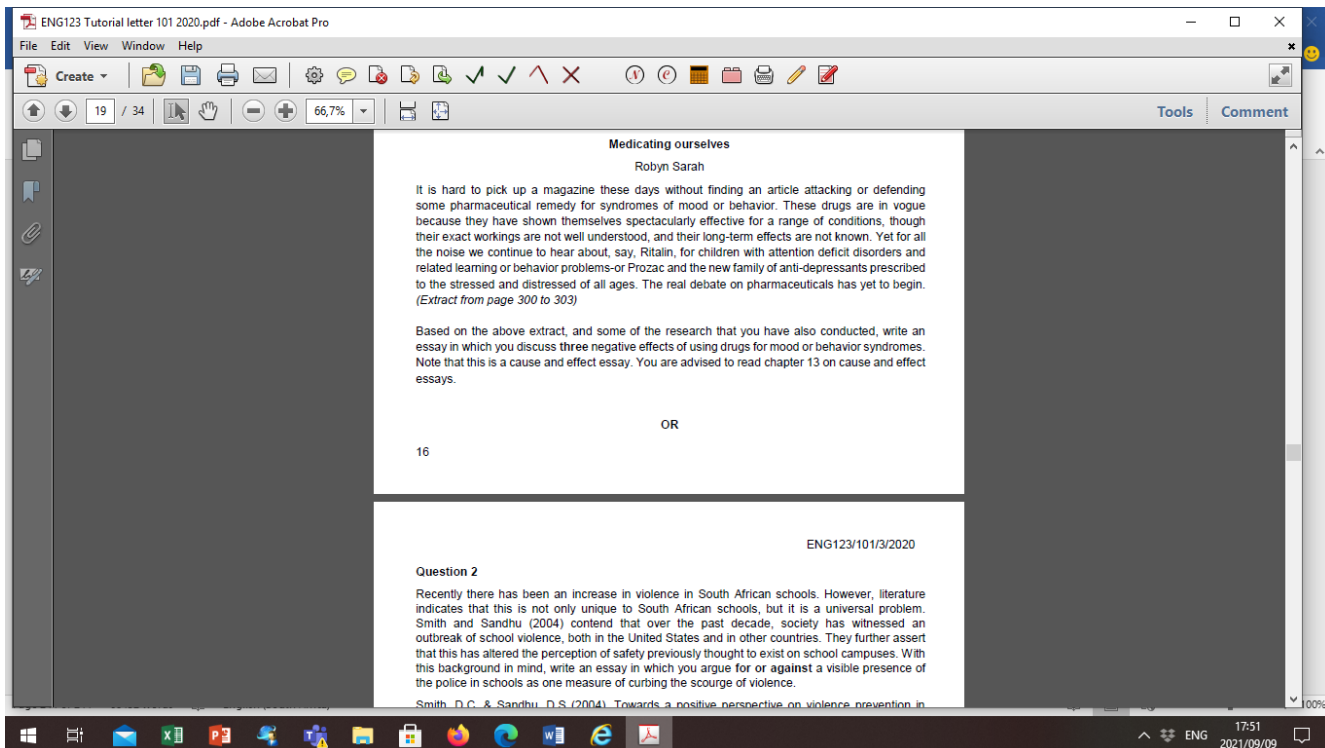 ENG123 Tutorial letter 101 2020.pdf - Adobe Acrobat Pro
File Edit View Window Help
Create
19 / 34 66,7% Tools Comment
Medicating ourselves
Robyn Sarah
It is hard to pick up a magazine these days without finding an article attacking or defending
some pharmaceutical remedy for syndromes of mood or behavior. These drugs are in vogue
because they have shown themselves spectacularly effective for a range of conditions, though
their exact workings are not well understood, and their long-term effects are not known. Yet for all
the noise we continue to hear about, say, Ritalin, for children with attention deficit disorders and
related learning or behavior problems-or Prozac and the new family of anti-depressants prescribed
to the stressed and distressed of all ages. The real debate on pharmaceuticals has yet to begin.
(Extract from page 300 to 303)
Based on the above extract, and some of the research that you have also conducted, write an
essay in which you discuss three negative effects of using drugs for mood or behavior syndromes.
Note that this is a cause and effect essay. You are advised to read chapter 13 on cause and effect
essays.
OR
16
ENG123/101/3/2020
Question 2
Recently there has been an increase in violence in South African schools. However, literature
indicates that this is not only unique to South African schools, but it is a universal problem.
Smith and Sandhu (2004) contend that over the past decade, society has witnessed an
outbreak of school violence, both in the United States and in other countries. They further assert
that this has altered the perception of safety previously thought to exist on school campuses. With
this background in mind, write an essay in which you argue for or against a visible presence of
the police in schools as one measure of curbing the scourge of violence.
Smith, D.C. & Sandhu, D.S (2004). Towards a positive perspective on violence prevention in
100%
ENG
17:51
2021/09/09